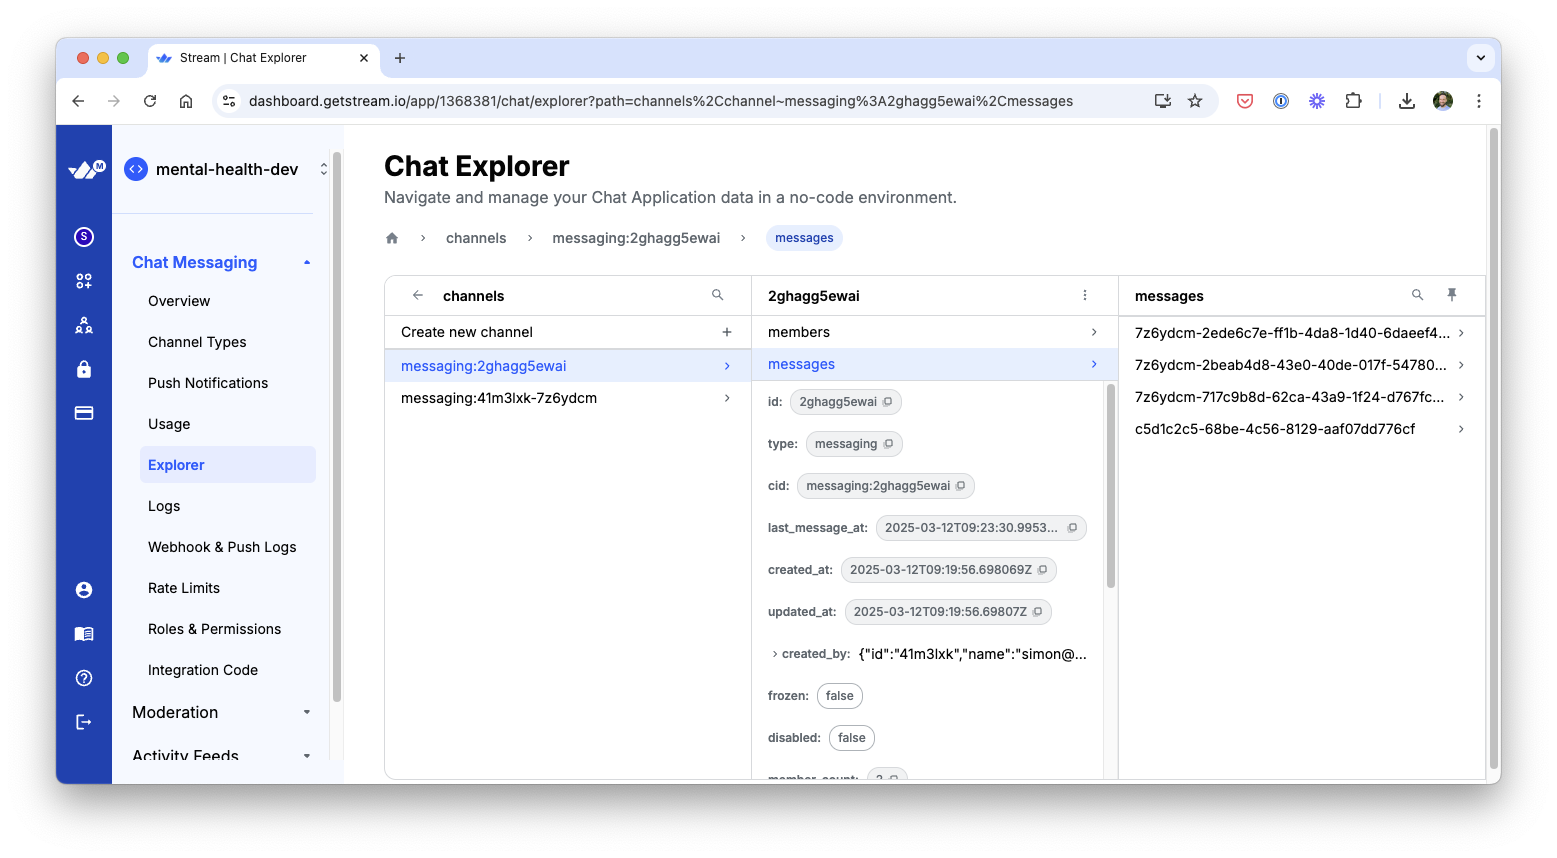 Stream | Chat Explorer
dashboard.getstream.io/app/1368381/chat/explorer?path=channels%2Cchannel~messaging%3A2ghagg5ewai%2Cmessages
M
mental-health-dev
S
Chat Messaging
Overview
Channel Types
Push Notifications
Usage
Explorer
Logs
Webhook & Push Logs
Rate Limits
Roles & Permissions
Integration Code
Moderation
Activity Feeds
Chat Explorer
Navigate and manage your Chat Application data in a no-code environment.
channels > messaging:2ghagg5ewai > messages
channels
Create new channel
messaging:2ghagg5ewai
messaging:41m3lxk-7z6ydcm
2ghagg5ewai
members
messages
id: 2ghagg5ewai
type: messaging
cid: messaging:2ghagg5ewai
last_message_at: 2025-03-12T09:23:30.9953...
created_at: 2025-03-12T09:19:56.698069Z
updated_at: 2025-03-12T09:19:56.69807Z
created_by: {"id":"41m3lxk","name":"simon@...
frozen: false
disabled: false
member_count: 2
messages
7z6ydcm-2ede6c7e-ff1b-4da8-1d40-6daeef4...
7z6ydcm-2beab4d8-43e0-40de-017f-54780...
7z6ydcm-717c9b8d-62ca-43a9-1f24-d767fc...
c5d1c2c5-68be-4c56-8129-aaf07dd776cf